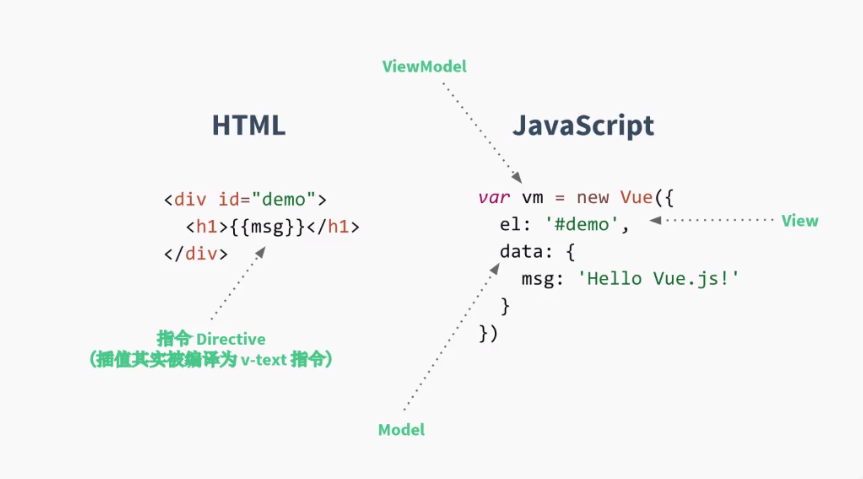 ViewModel
HTML
JavaScript
<div id="demo">
<h1>{{msg}}</h1>
</div>
指令 Directive
（插值其实被编译为 v-text 指令）
var vm = new Vue({
el: '#demo',
data: {
msg: 'Hello Vue.js!'
}
})
View
Model